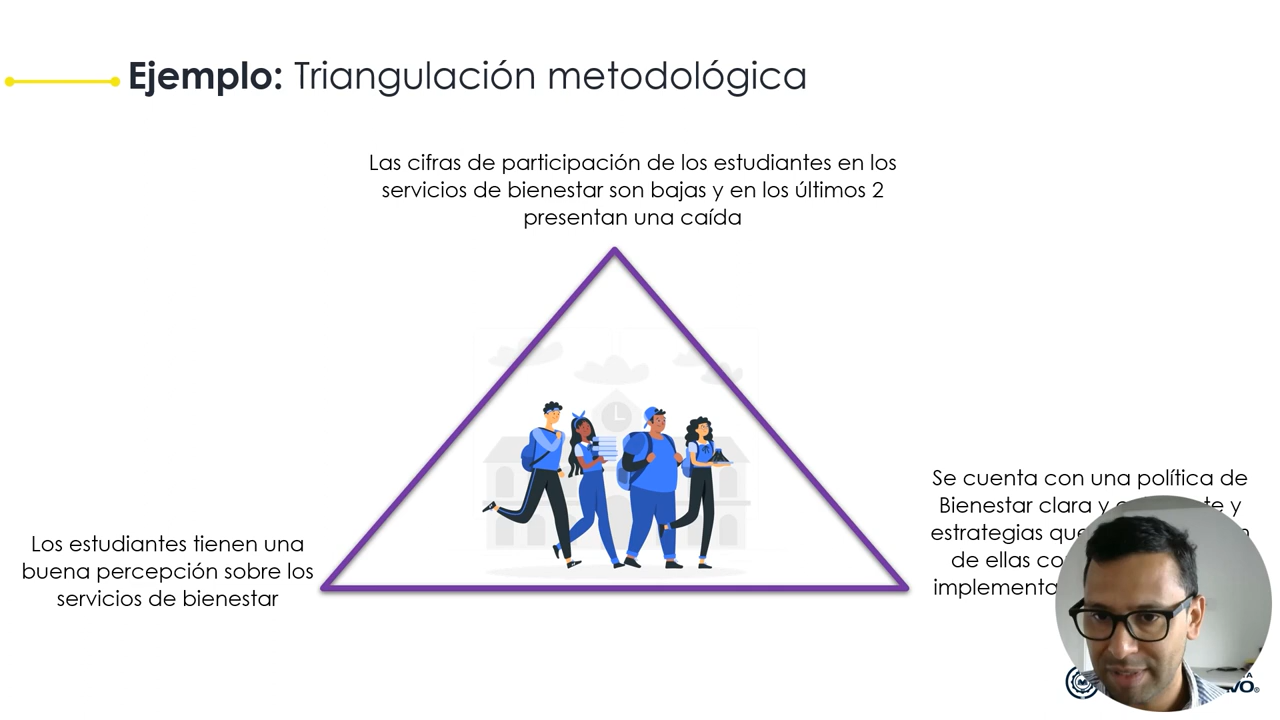 Ejemplo: Triangulación metodológica
Las cifras de participación de los estudiantes en los
servicios de bienestar son bajas y en los últimos 2
presentan una caída
Se cuenta con una política de
Bienestar clara y
estrategias
de ellas
Los estudiantes tienen una
buena percepción sobre los
servicios de bienestar